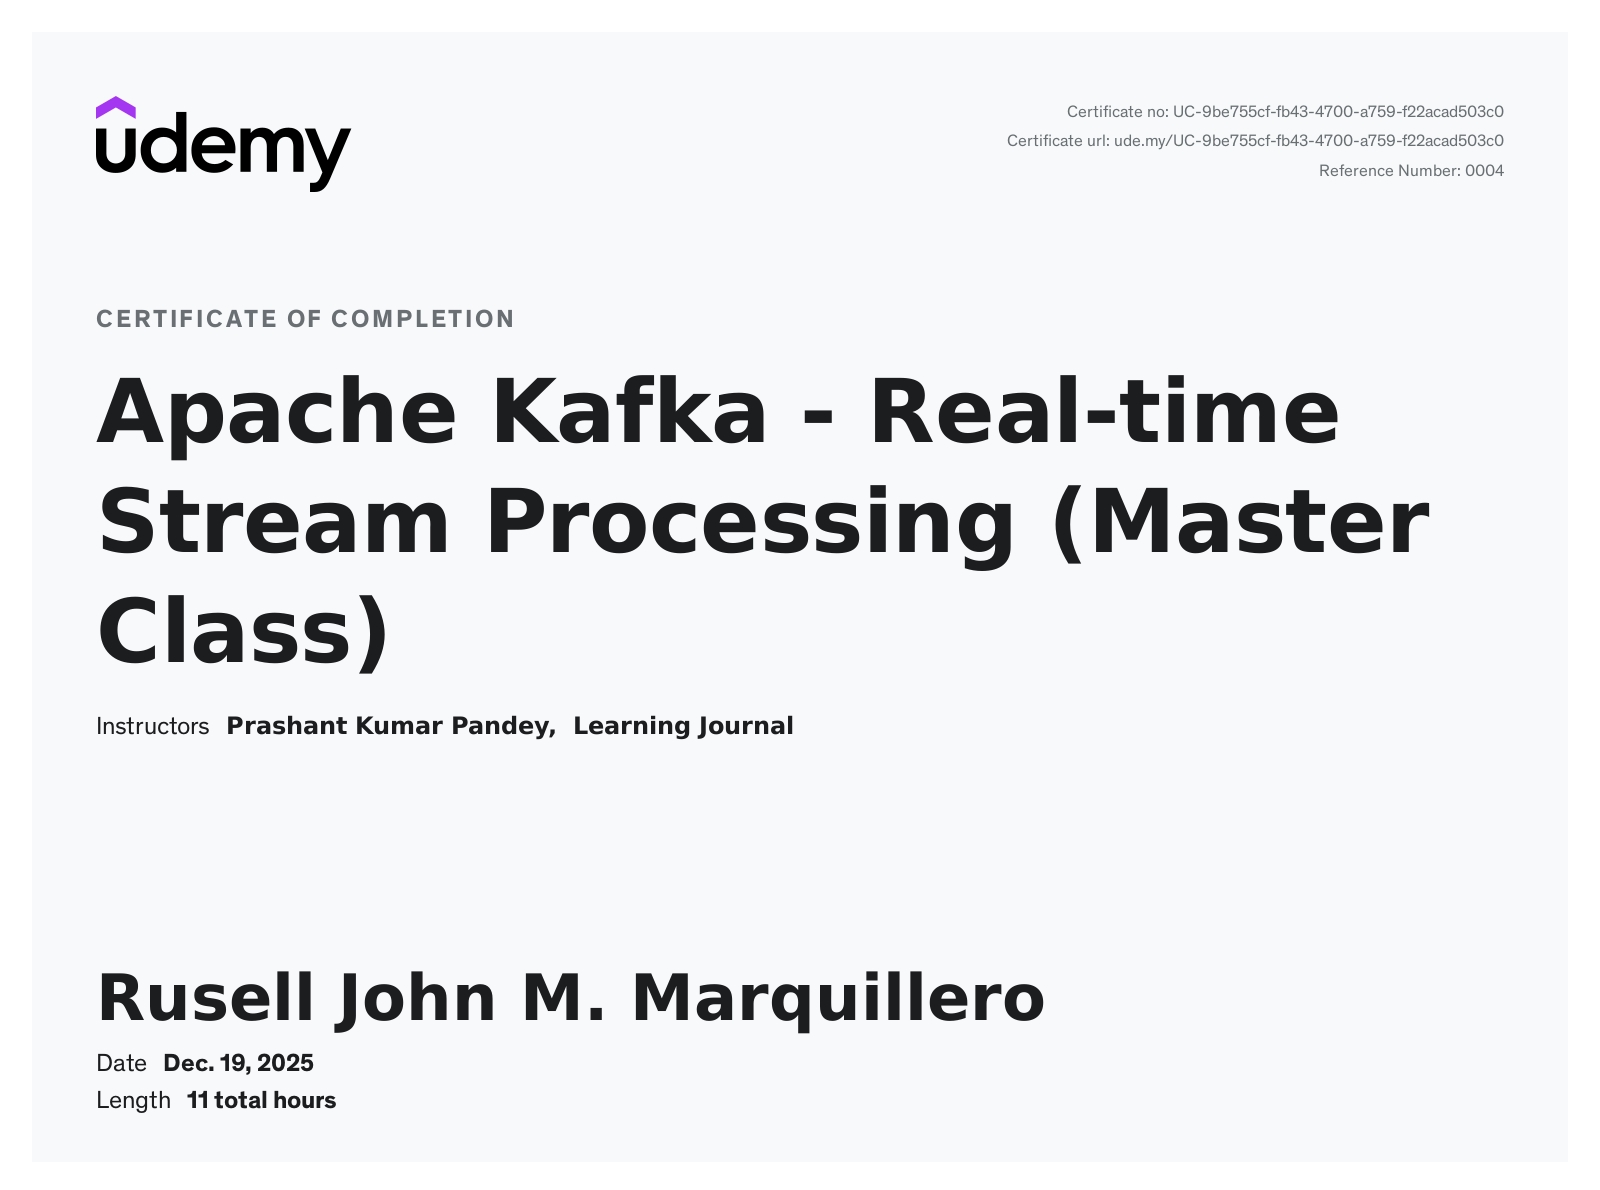 udemy
Certificate no: UC-9be755cf-fb43-4700-a759-f22acad503c0
Certificate url: ude.my/UC-9be755cf-fb43-4700-a759-f22acad503c0
Reference Number: 0004
CERTIFICATE OF COMPLETION
Apache Kafka - Real-time
Stream Processing (Master
Class)
Instructors Prashant Kumar Pandey, Learning Journal
Rusell John M. Marquillero
Date Dec. 19, 2025
Length 11 total hours